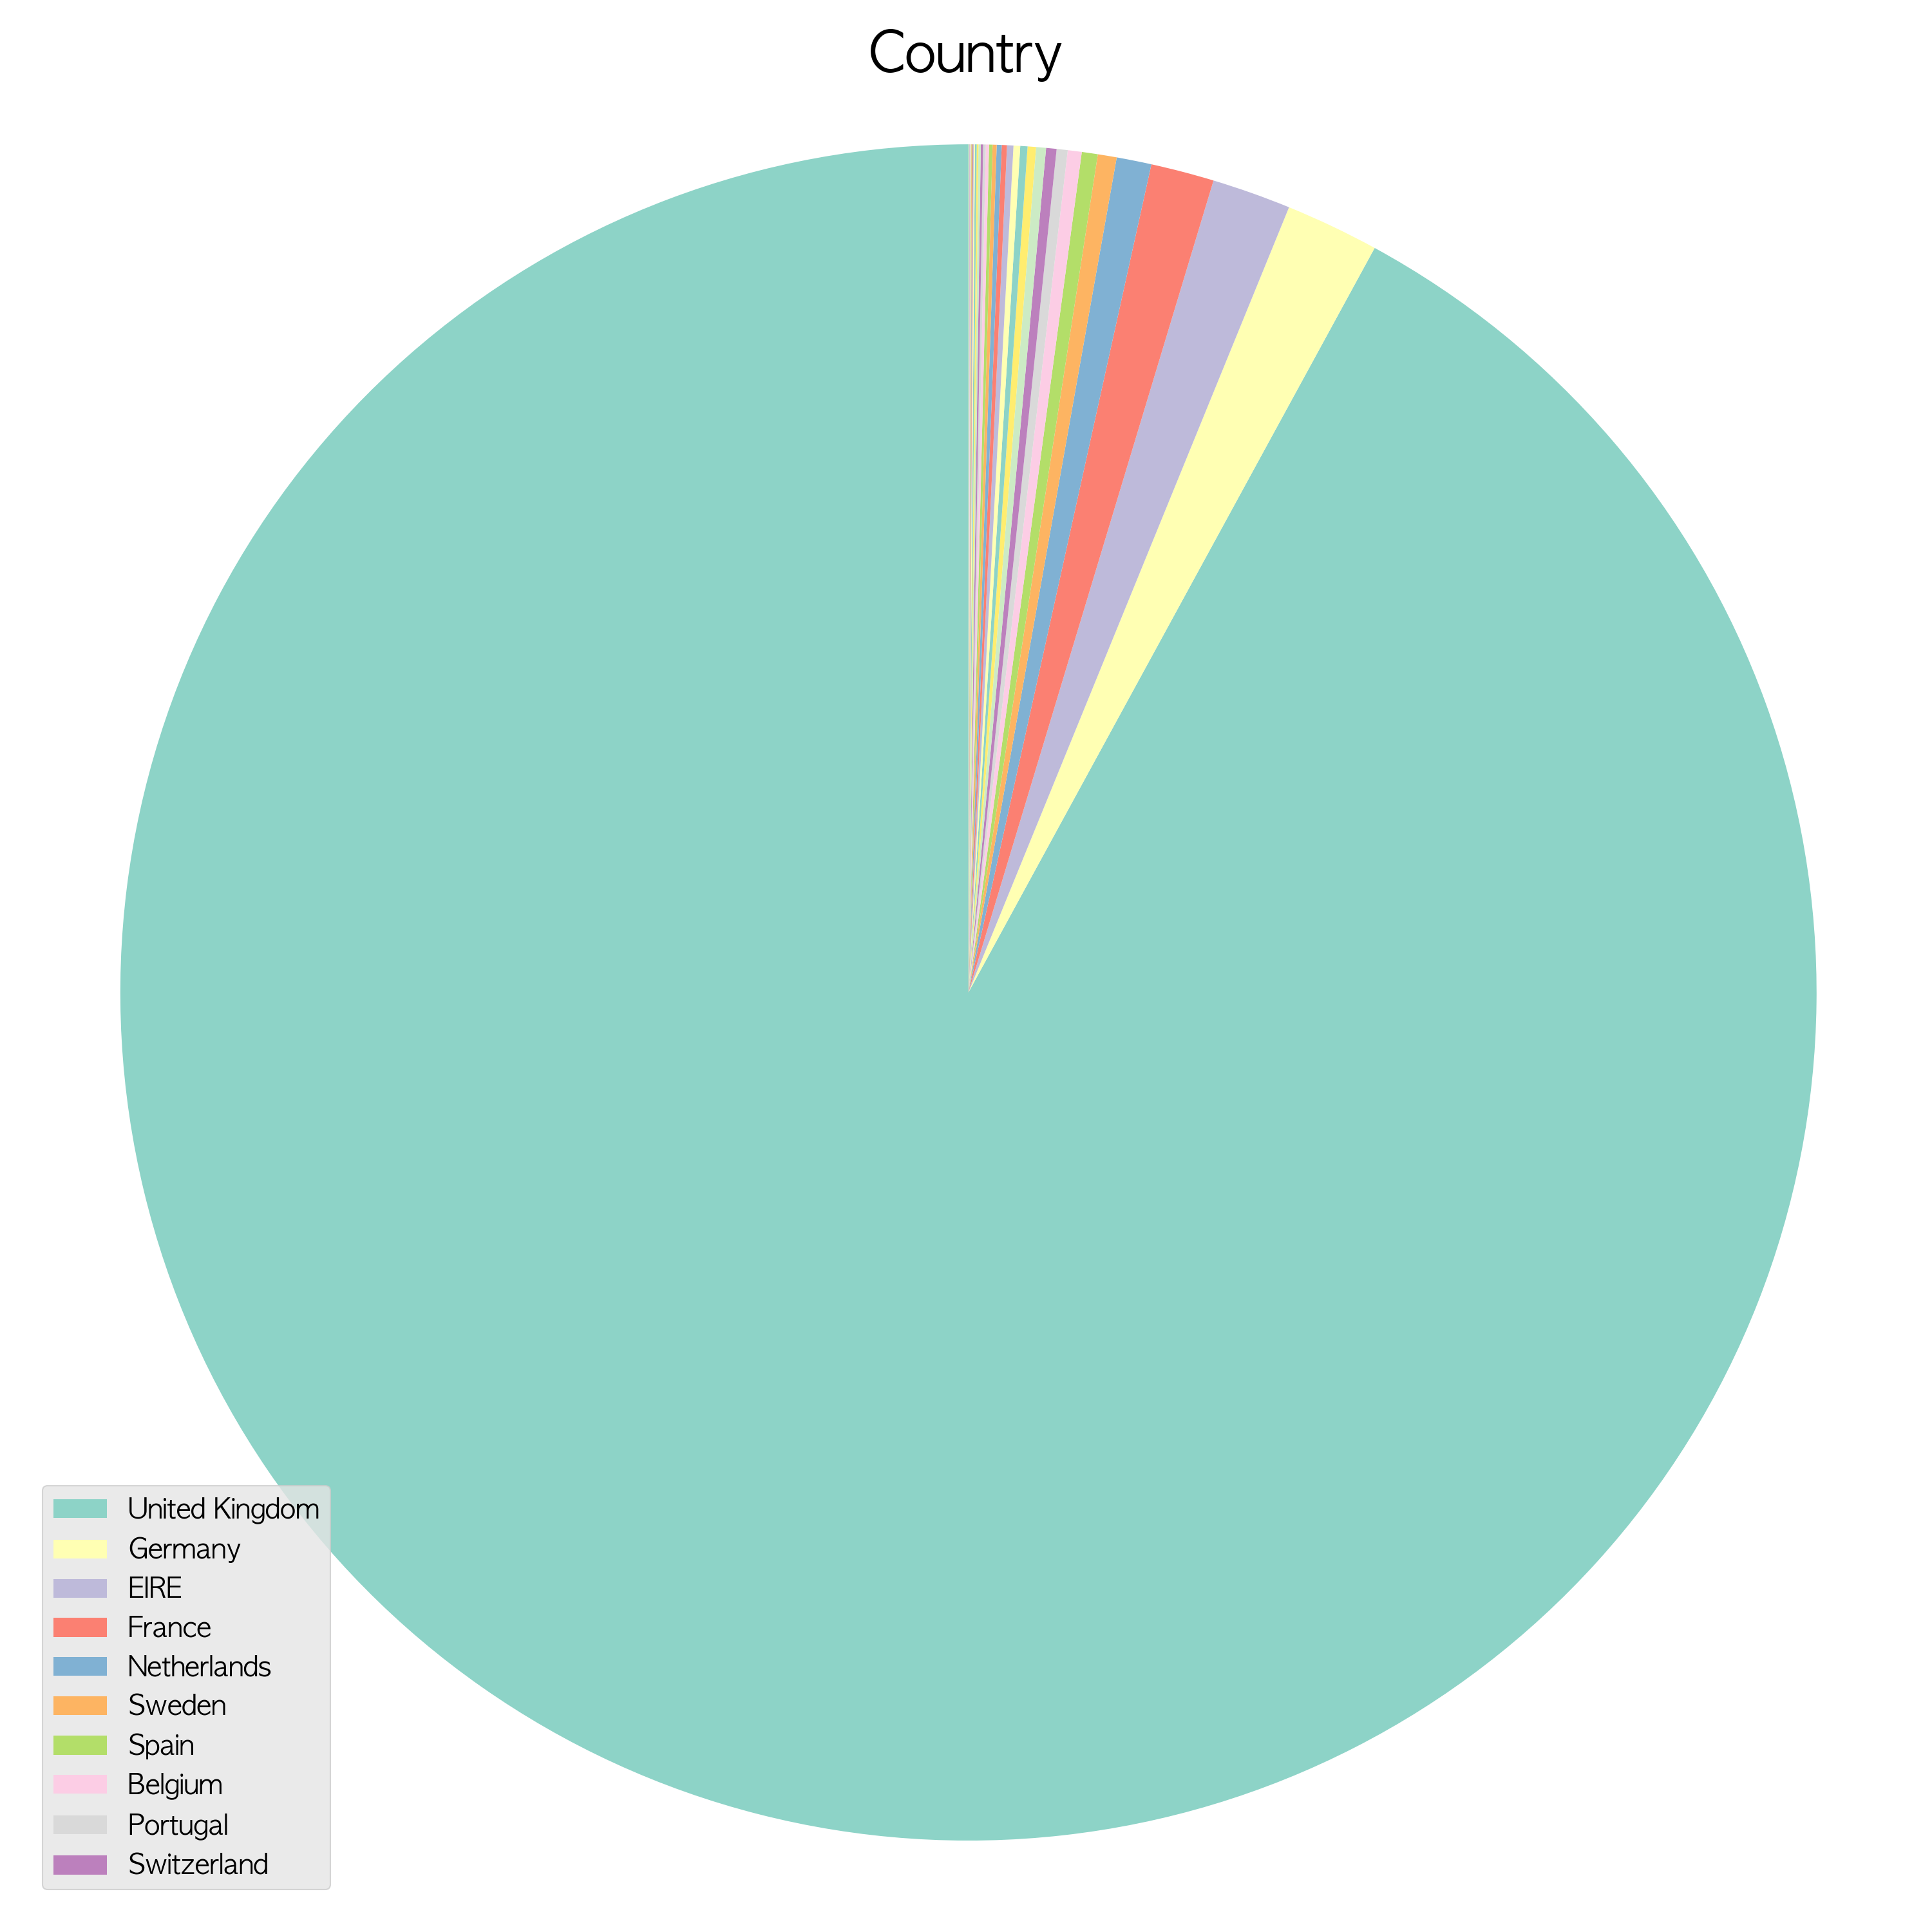 Country
United Kingdom
Germany
EIRE
France
Netherlands
Sweden
Spain
Belgium
Portugal
Switzerland